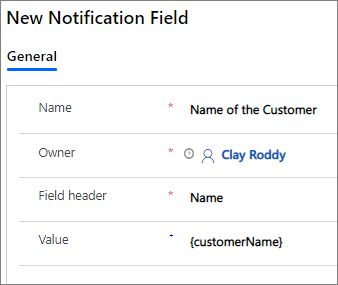 New Notification Field
General
Name * Name of the Customer
Owner * Clay Roddy
Field header * Name
Value * {customerName}